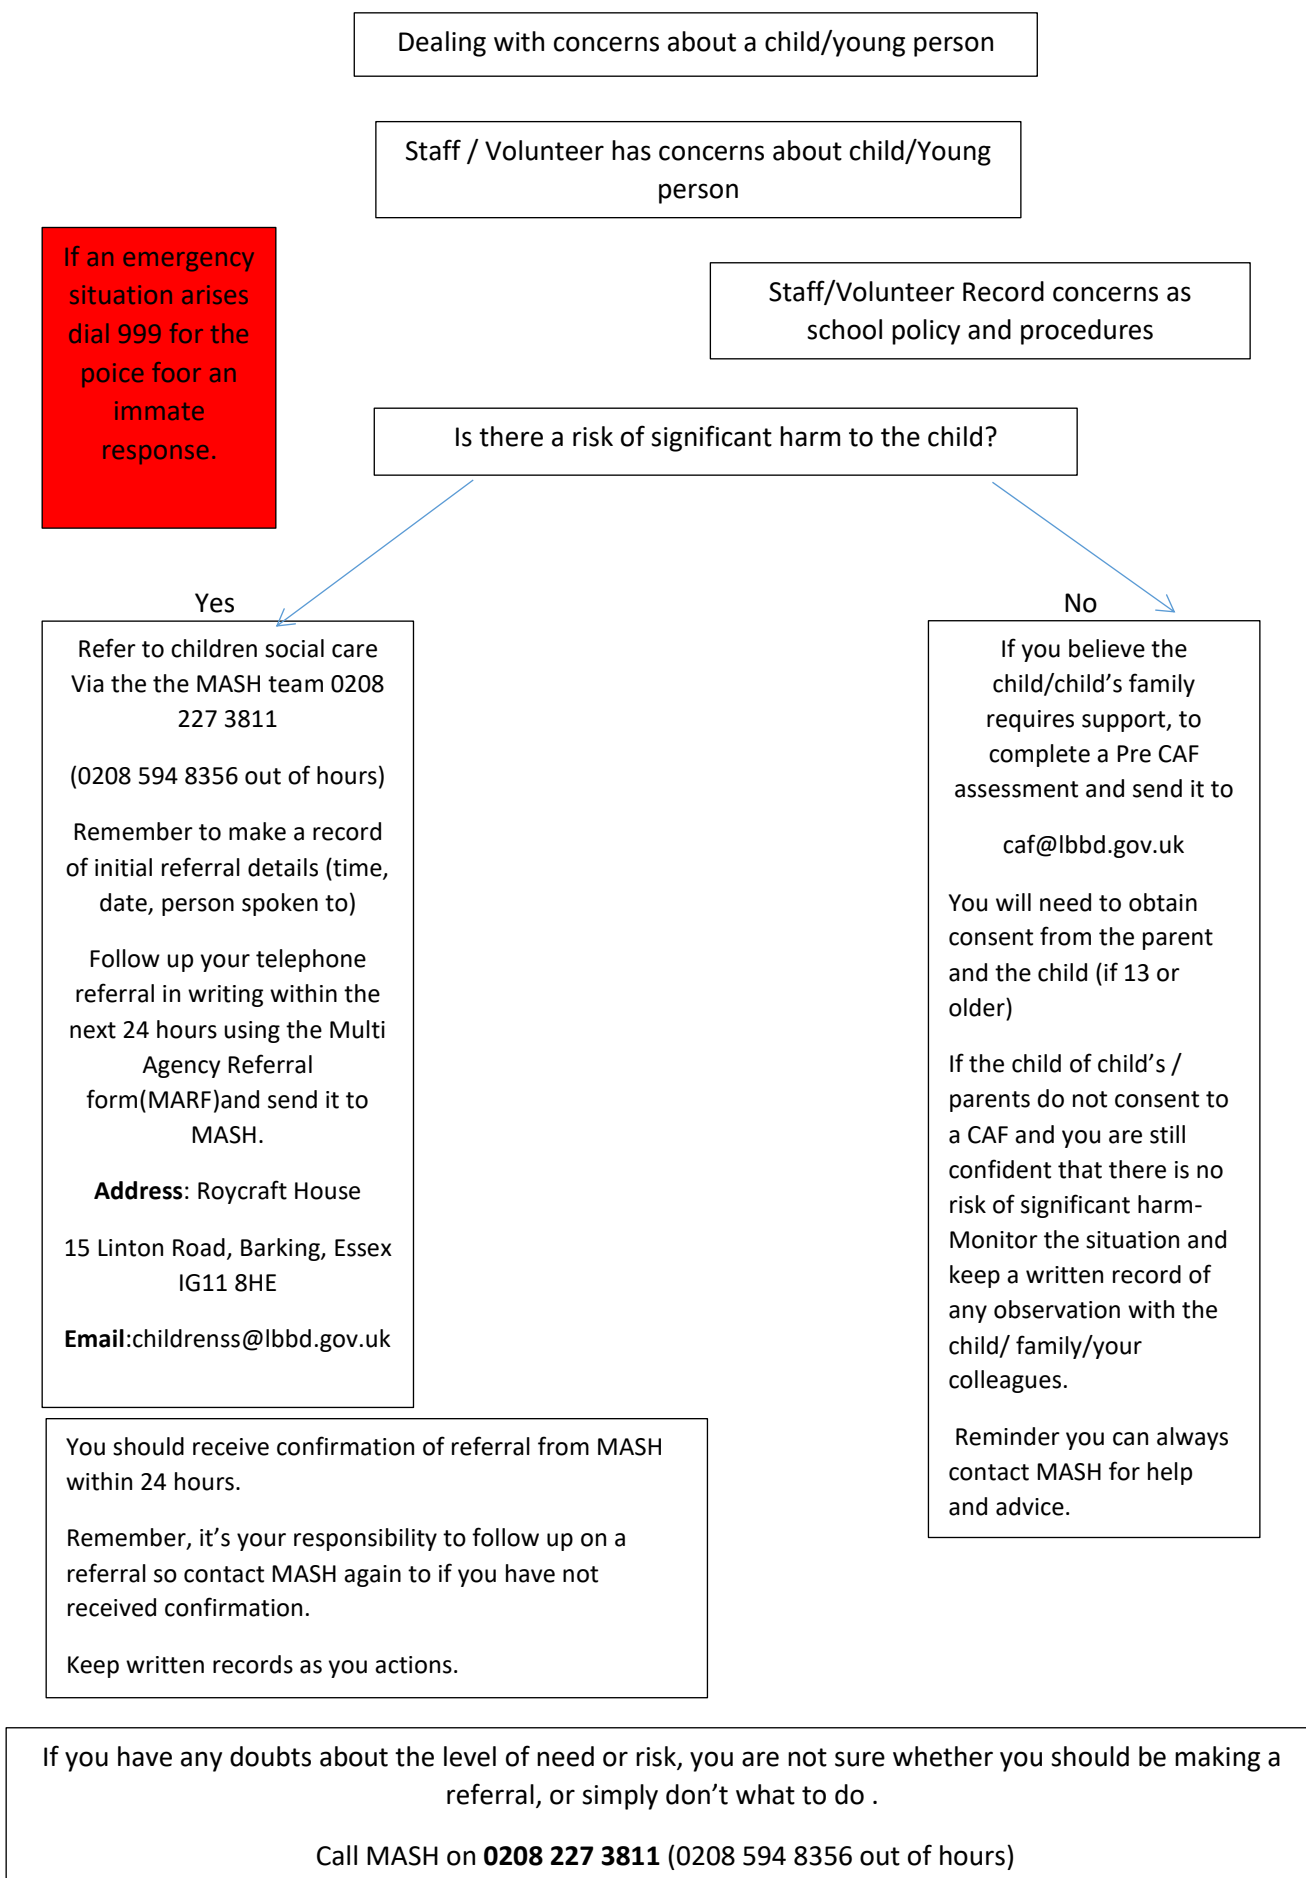 Dealing with concerns about a child/young person
Staff / Volunteer has concerns about child/Young
person
If an emergency
situation arises
dial 999 for the
poice foor an
immate
response.
Staff/Volunteer Record concerns as
school policy and procedures
Is there a risk of significant harm to the child?
Yes
Refer to children social care
Via the the MASH team 0208
227 3811
(0208 594 8356 out of hours)
Remember to make a record
of initial referral details (time,
date, person spoken to)
Follow up your telephone
referral in writing within the
next 24 hours using the Multi
Agency Referral
form(MARF)and send it to
MASH.
Address: Roycraft House
15 Linton Road, Barking, Essex
IG11 8HE
Email:childrenss@lbbd.gov.uk
No
If you believe the
child/child’s family
requires support, to
complete a Pre CAF
assessment and send it to
caf@lbbd.gov.uk
You will need to obtain
consent from the parent
and the child (if 13 or
older)
If the child of child’s /
parents do not consent to
a CAF and you are still
confident that there is no
risk of significant harm-
Monitor the situation and
keep a written record of
any observation with the
child/ family/your
colleagues.
Reminder you can always
contact MASH for help
and advice.
You should receive confirmation of referral from MASH
within 24 hours.
Remember, it’s your responsibility to follow up on a
referral so contact MASH again to if you have not
received confirmation.
Keep written records as you actions.
If you have any doubts about the level of need or risk, you are not sure whether you should be making a
referral, or simply don’t what to do .
Call MASH on 0208 227 3811 (0208 594 8356 out of hours)